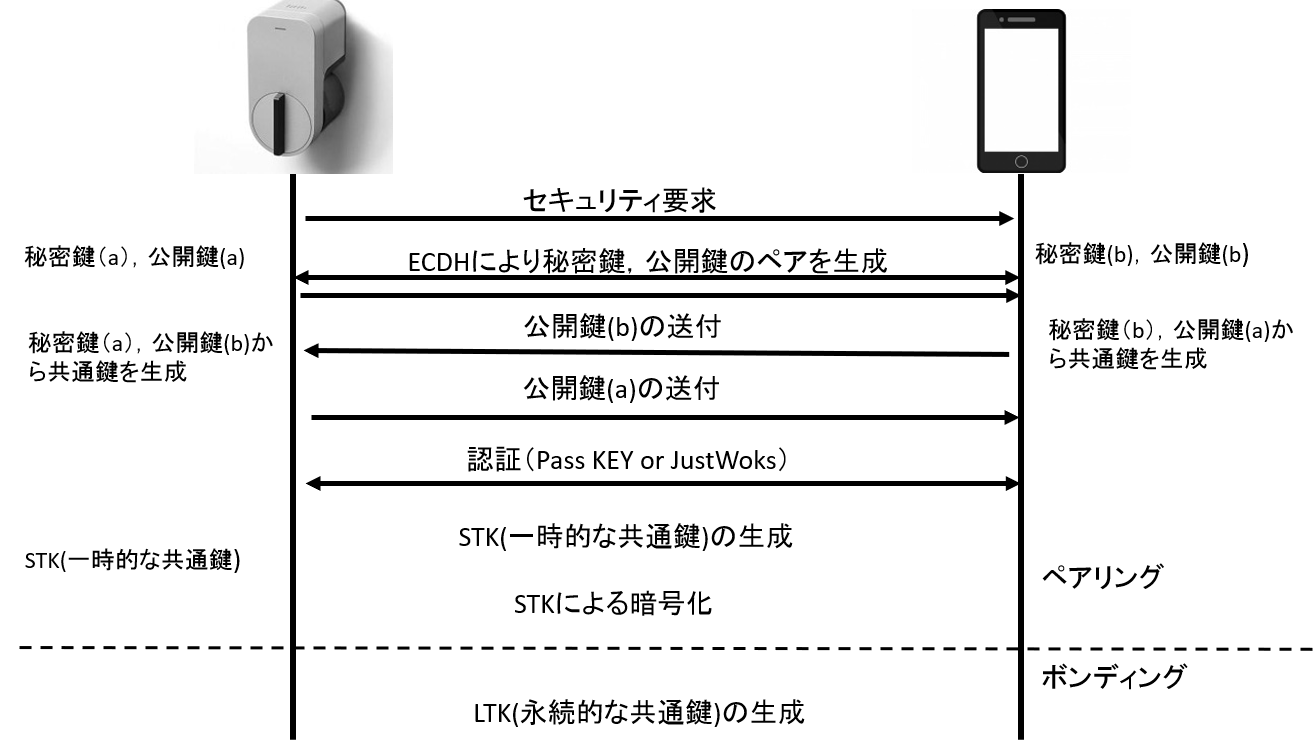 セキュリティ要求
秘密鍵（a），公開鍵(a)
ECDHにより秘密鍵，公開鍵のペアを生成
秘密鍵(b)，公開鍵(b)
公開鍵(b)の送付
秘密鍵（a），公開鍵(b)か
ら共通鍵を生成
秘密鍵（b），公開鍵(a)か
ら共通鍵を生成
公開鍵(a)の送付
認証（Pass KEY or JustWoks）
STK(一時的な共通鍵)の生成
STK(一時的な共通鍵)
ペアリング
STKによる暗号化
ボンディング
LTK(永続的な共通鍵)の生成